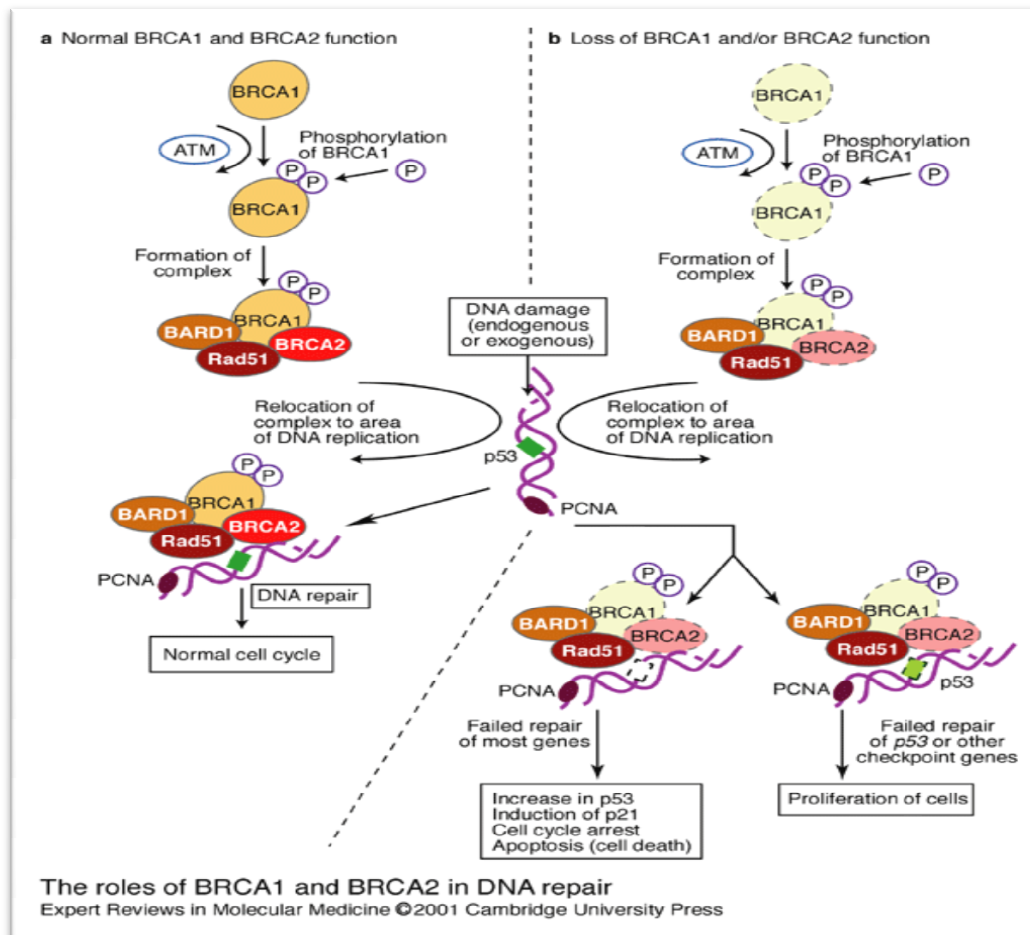 a Normal BRCA1 and BRCA2 function
BRCA1
ATM
Phosphorylation
of BRCA1
P
P
P
BRCA1
Formation of
complex
P
P
BRCA1
BARD1
BRCA2
Rad51
Relocation of
complex to area
of DNA replication
P
P
BRCA1
BARD1
BRCA2
Rad51
PCNA
DNA repair
Normal cell cycle
DNA damage
(endogenous
or exogenous)
p53
PCNA
b Loss of BRCA1 and/or BRCA2 function
BRCA1
ATM
Phosphorylation
of BRCA1
P
P
P
BRCA1
Formation of
complex
P
P
BRCA1
BARD1
BRCA2
Rad51
Relocation of
complex to area
of DNA replication
P
P
BRCA1
BARD1
BRCA2
Rad51
PCNA
Failed repair
of most genes
Increase in p53
Induction of p21
Cell cycle arrest
Apoptosis (cell death)
P
P
BRCA1
BARD1
BRCA2
Rad51
PCNA
p53
Failed repair
of p53 or other
checkpoint genes
Proliferation of cells
The roles of BRCA1 and BRCA2 in DNA repair
Expert Reviews in Molecular Medicine ©2001 Cambridge University Press